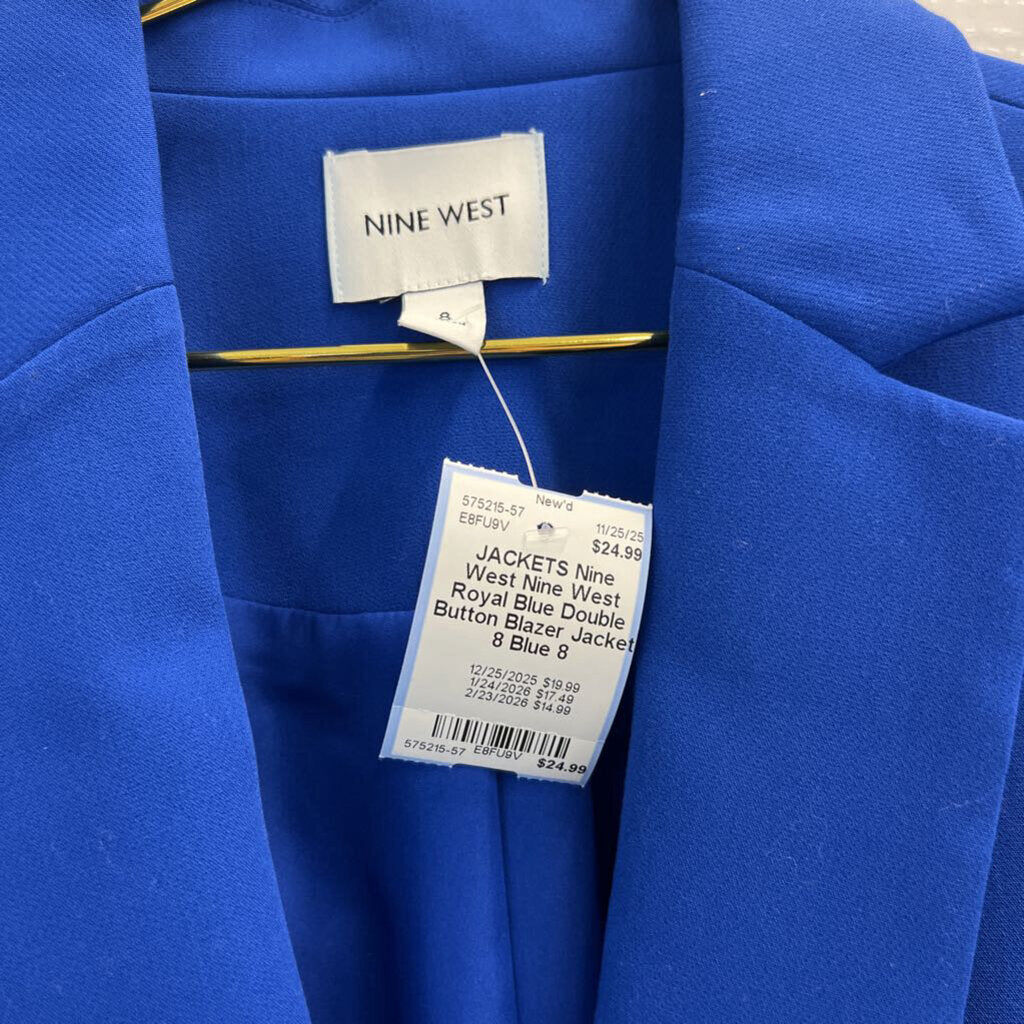 NINE WEST
8
New'd
575215-57
E8FU9V
11/25/25
$24.99
JACKETS Nine
West Nine West
Royal Blue Double
Button Blazer Jacket
8 Blue 8
12/25/2025 $19.99
1/24/2026 $17.49
2/23/2026 $14.99
575215-57 E8FU9V $24.99